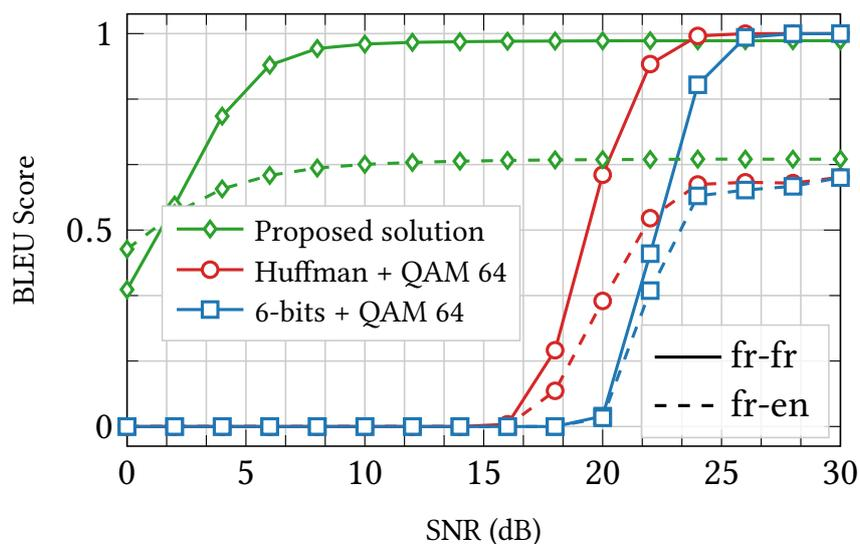 1
0.5
0
BLEU Score
Proposed solution
Huffman + QAM 64
6-bits + QAM 64
fr-fr
fr-en
0 5 10 15 20 25 30
SNR (dB)